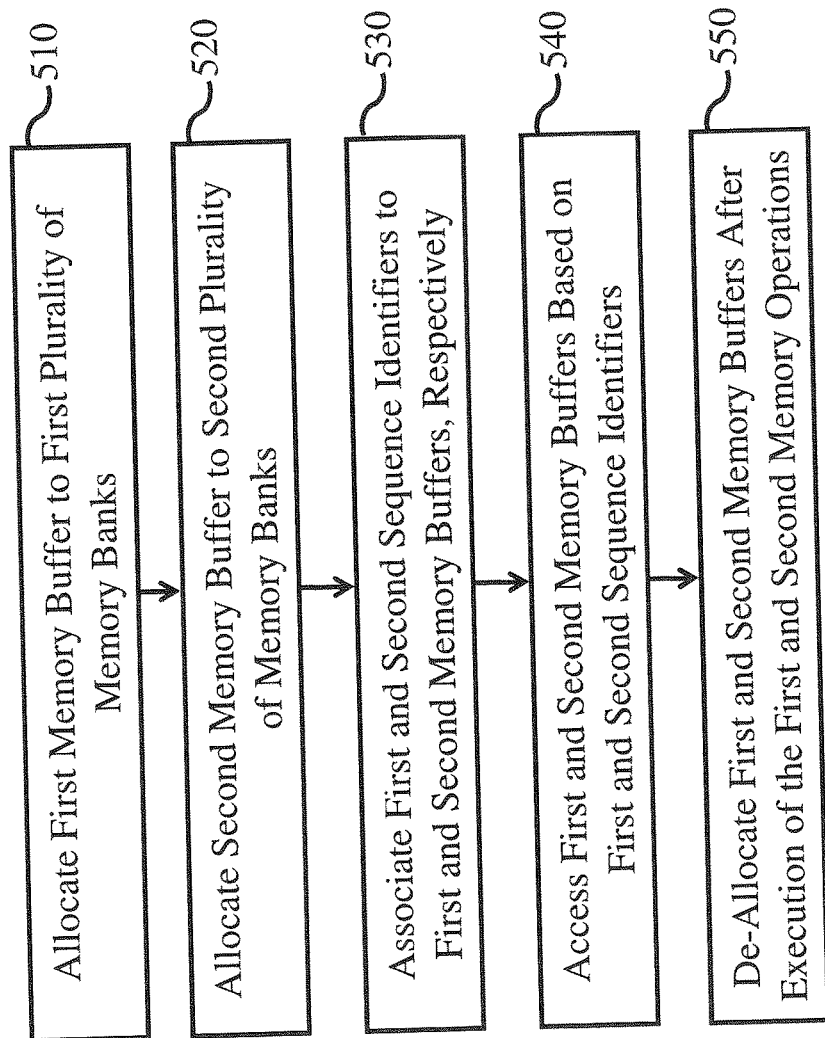 510
Allocate First Memory Buffer to First Plurality of
Memory Banks
520
Allocate Second Memory Buffer to Second Plurality
of Memory Banks
530
Associate First and Second Sequence Identifiers to
First and Second Memory Buffers, Respectively
540
Access First and Second Memory Buffers Based on
First and Second Sequence Identifiers
550
De-Allocate First and Second Memory Buffers After
Execution of the First and Second Memory Operations